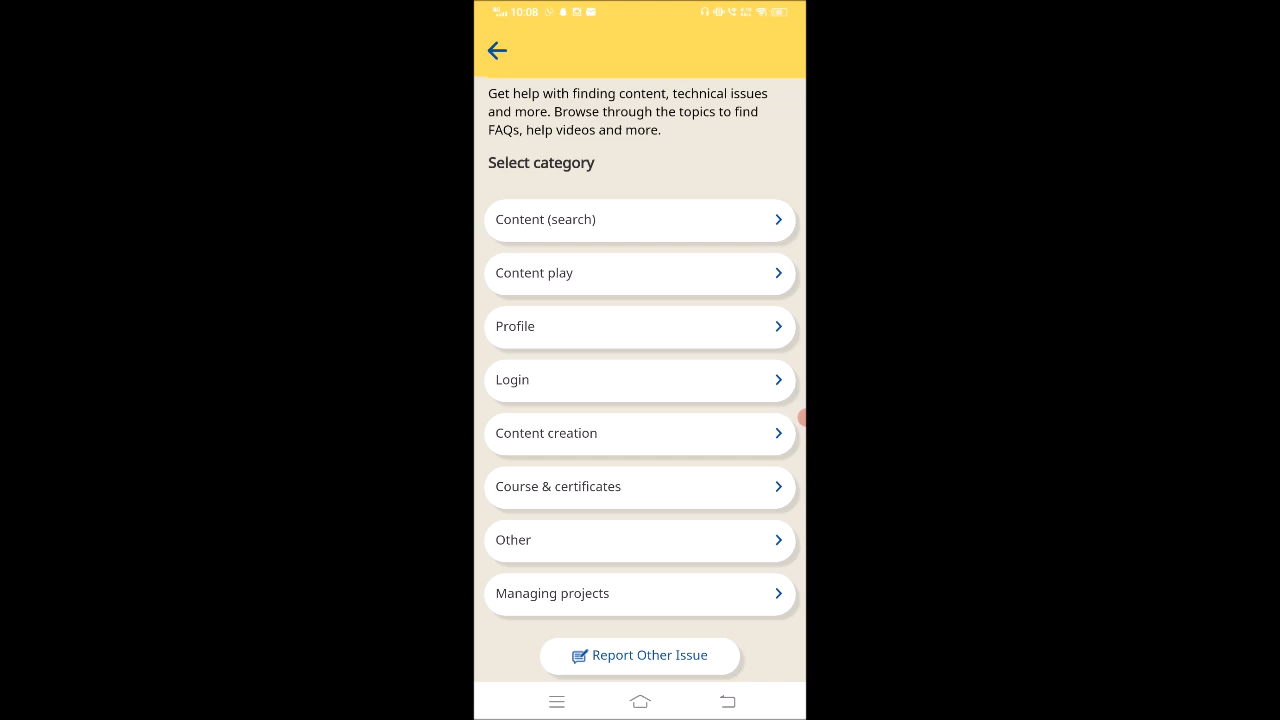 10:08
Get help with finding content, technical issues
and more. Browse through the topics to find
FAQs, help videos and more.
Select category
Content (search)
Content play
Profile
Login
Content creation
Course & certificates
Other
Managing projects
Report Other Issue